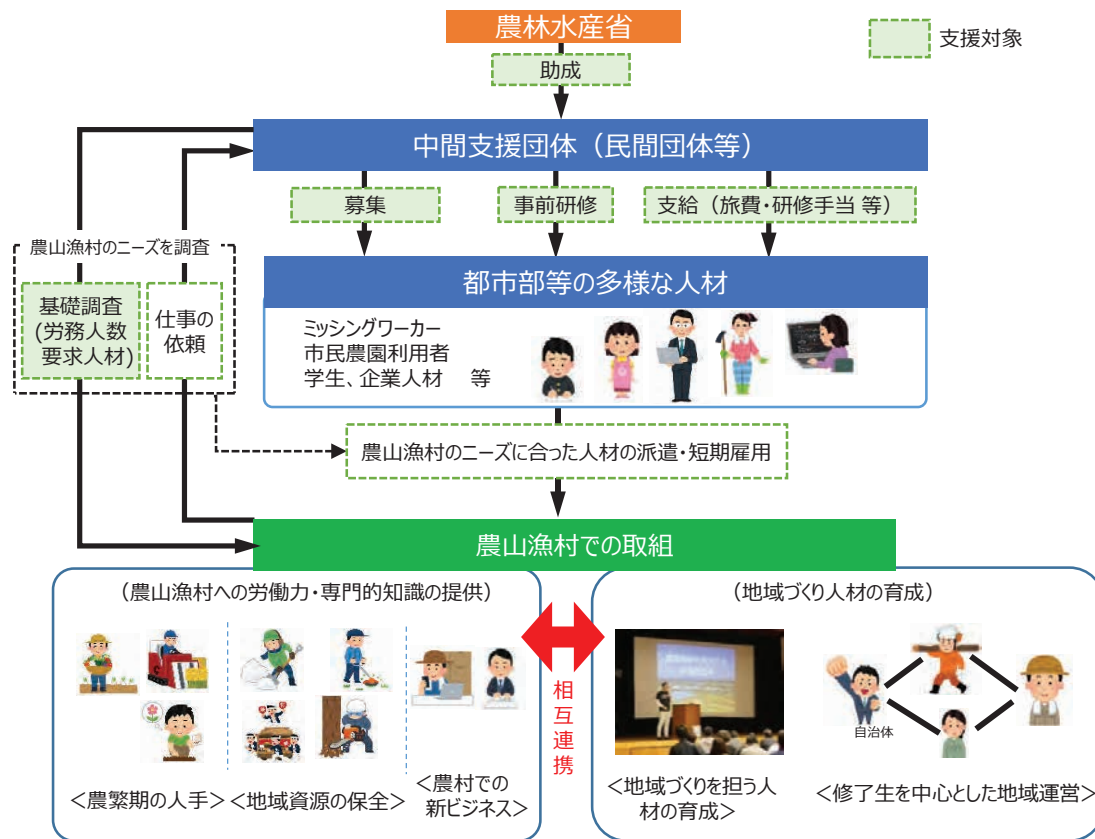 農林水産省
支援対象
助成
中間支援団体（民間団体等）
募集
事前研修
支給（旅費・研修手当 等）
農山漁村のニーズを調査
基礎調査
(労務人数
要求人材)
仕事の
依頼
都市部等の多様な人材
ミッシングワーカー
市民農園利用者
学生、企業人材　等
農山漁村のニーズに合った人材の派遣・短期雇用
農山漁村での取組
(農山漁村への労働力・専門的知識の提供)
(地域づくり人材の育成)
相互連携
自治体
＜農繁期の人手＞
＜地域資源の保全＞
＜農村での
新ビジネス＞
＜地域づくりを担う人
材の育成＞
＜修了生を中心とした地域運営＞